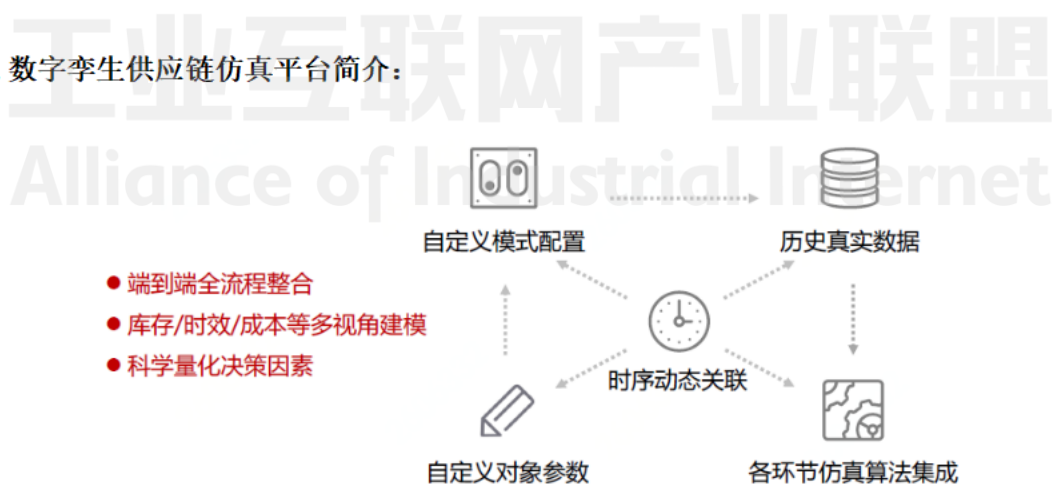 工业互联网产业联盟
数字孪生供应链仿真平台简介：
Alliance of Industrial Internet
自定义模式配置
历史真实数据
端到端全流程整合
库存/时效/成本等多视角建模
科学量化决策因素
时序动态关联
自定义对象参数
各环节仿真算法集成